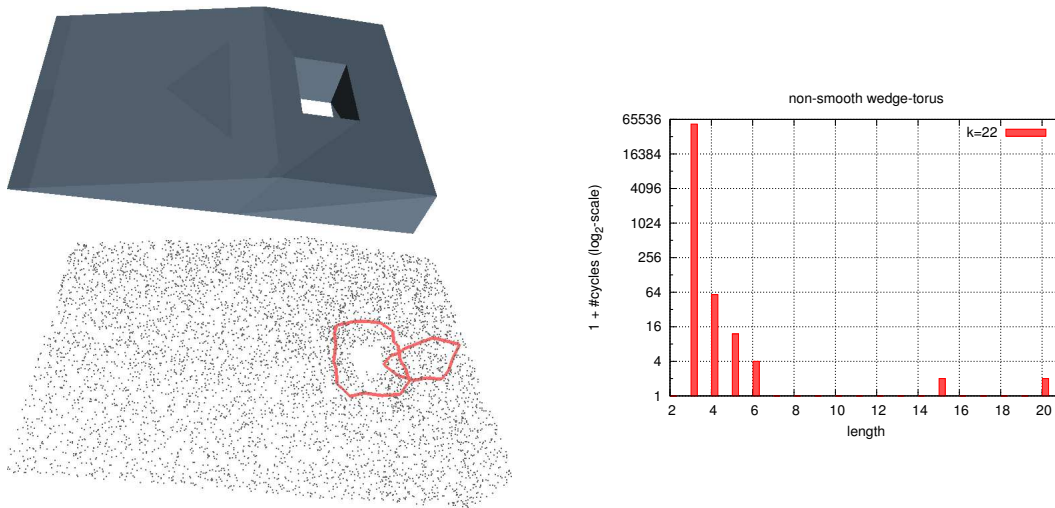 non-smooth wedge-torus
k=22
65536
16384
4096
1024
256
64
16
4
1
1 + #cycles (log2-scale)
2 4 6 8 10 12 14 16 18 20
length